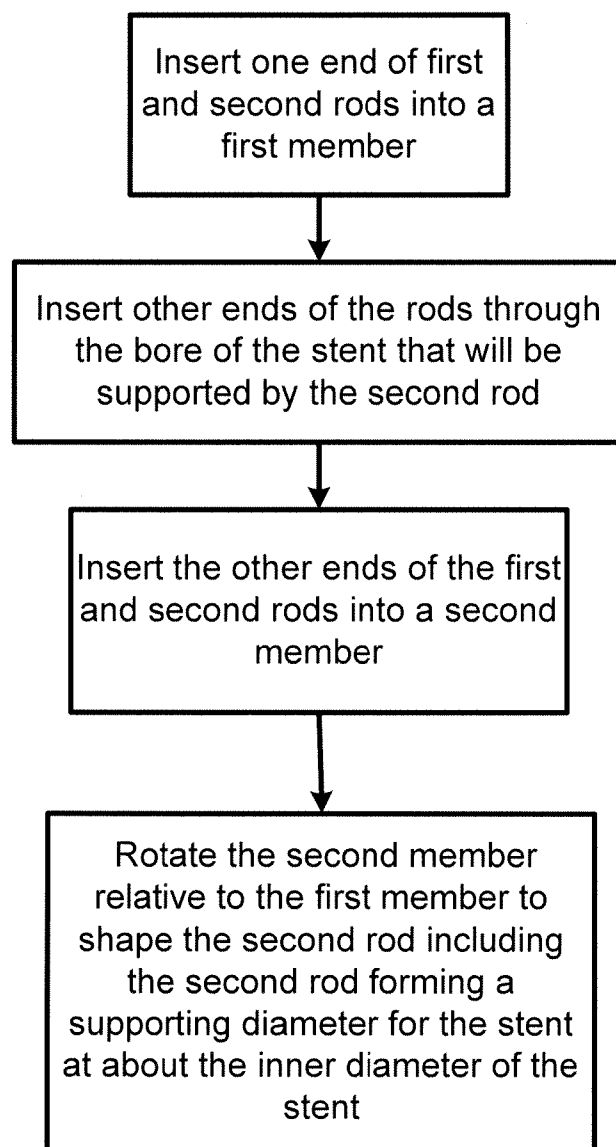 Insert one end of first
and second rods into a
first member
Insert other ends of the rods through
the bore of the stent that will be
supported by the second rod
Insert the other ends of the first
and second rods into a second
member
Rotate the second member
relative to the first member to
shape the second rod including
the second rod forming a
supporting diameter for the stent
at about the inner diameter of the
stent